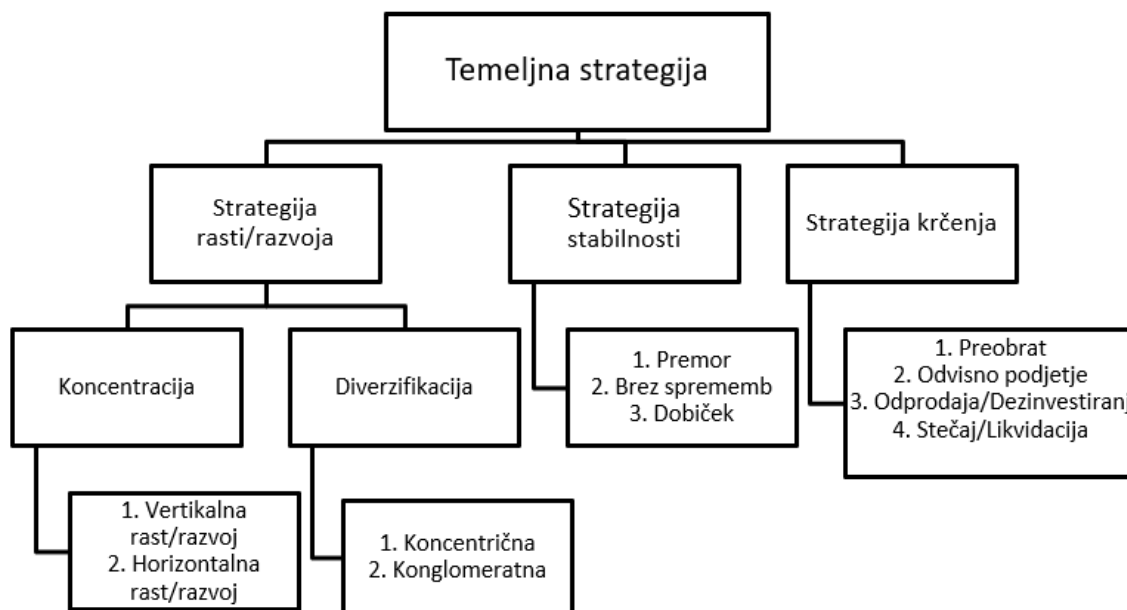 Temeljna strategija
Strategija
rasti/razvoja
Strategija
stabilnosti
Strategija krčenja
Koncentracija
Diverzifikacija
1. Premor
2. Brez sprememb
3. Dobiček
1. Preobrat
2. Odvisno podjetje
3. Odprodaja/Dezinvestiranj
4. Stečaj/Likvidacija
1. Vertikalna
rast/razvoj
2. Horizontalna
rast/razvoj
1. Koncentrična
2. Konglomeratna